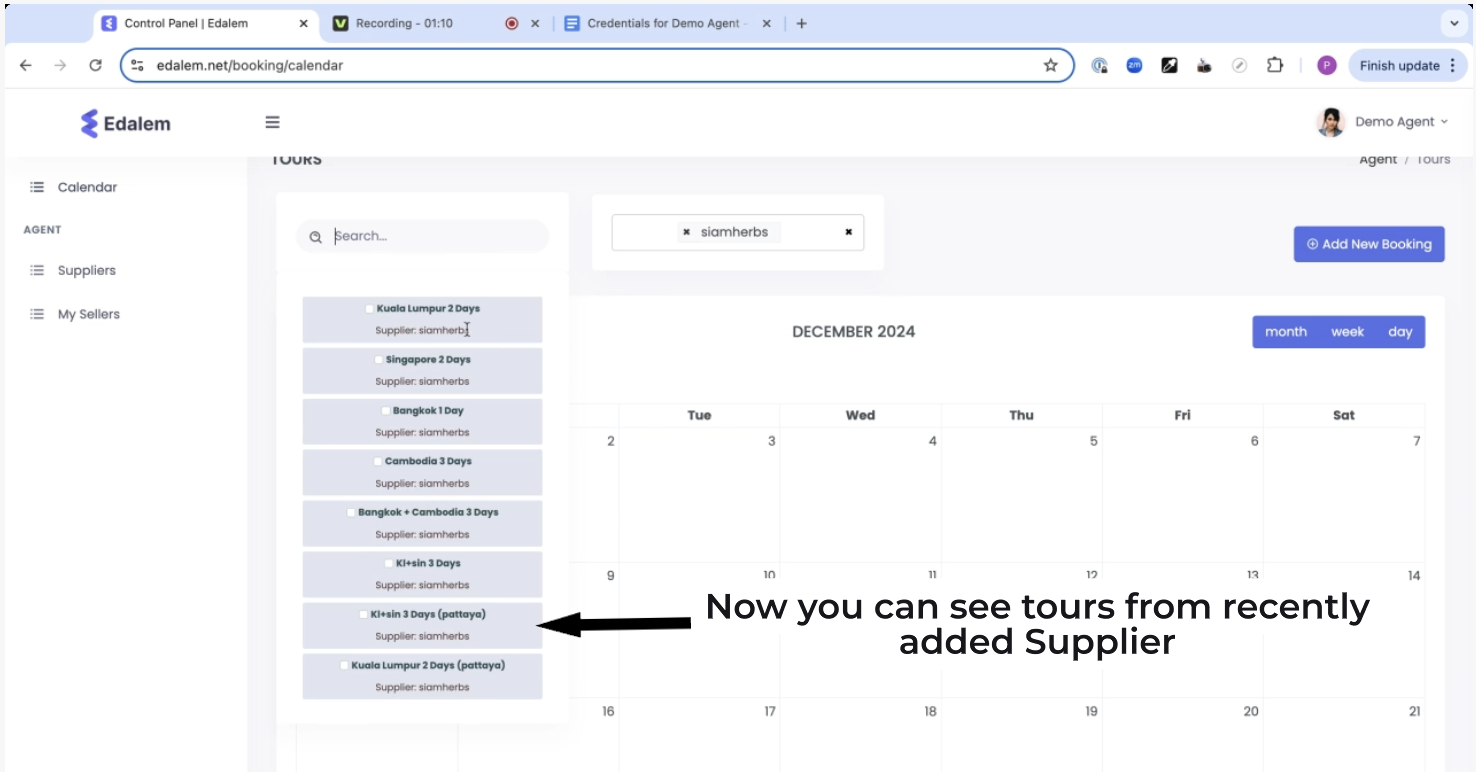 Control Panel | Edalem
Recording - 01:10
Credentials for Demo Agent -
edalem.net/booking/calendar
zm
P
Finish update
Edalem
Demo Agent
TOURS
Agent / Tours
Calendar
AGENT
Suppliers
My Sellers
Search...
× siamherbs ×
Add New Booking
Kuala Lumpur 2 Days
Supplier: siamherbs
Singapore 2 Days
Supplier: siamherbs
Bangkok 1 Day
Supplier: siamherbs
Cambodia 3 Days
Supplier: siamherbs
Bangkok + Cambodia 3 Days
Supplier: siamherbs
Kl+sin 3 Days
Supplier: siamherbs
Kl+sin 3 Days (pattaya)
Supplier: siamherbs
Kuala Lumpur 2 Days (pattaya)
Supplier: siamherbs
DECEMBER 2024
month week day
Tue Wed Thu Fri Sat
2 3 4 5 6 7
9 10 11 12 13 14
Now you can see tours from recently
added Supplier
16 17 18 19 20 21